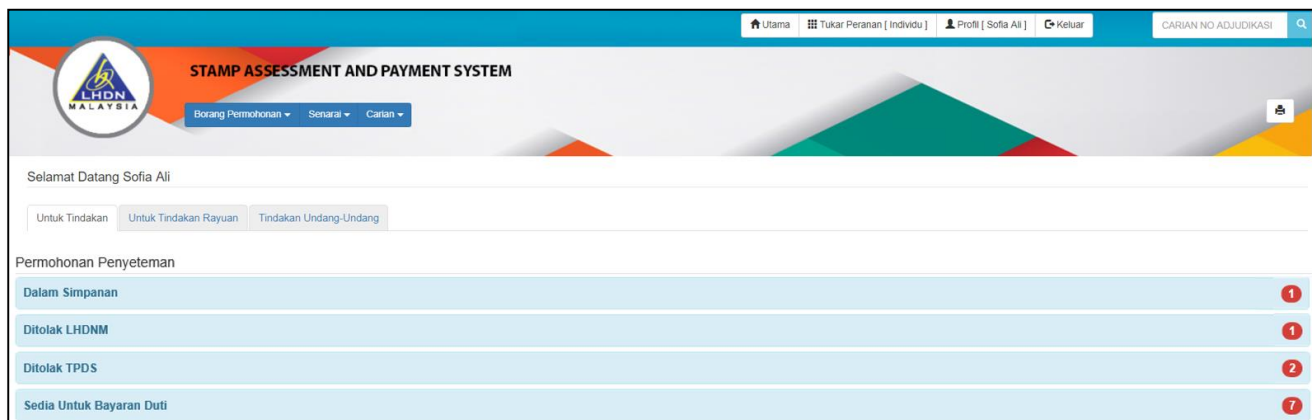 Utama Tukar Peranan [ Individu ] Profil [ Sofia Ali ] Keluar CARIAN NO ADJUDIKASI
LHDN
MALAYSIA
STAMP ASSESSMENT AND PAYMENT SYSTEM
Borang Permohonan Senarai Carian
Selamat Datang Sofia Ali
Untuk Tindakan Untuk Tindakan Rayuan Tindakan Undang-Undang
Permohonan Penyeteman
Dalam Simpanan 1
Ditolak LHDNM 1
Ditolak TPDS 2
Sedia Untuk Bayaran Duti 7